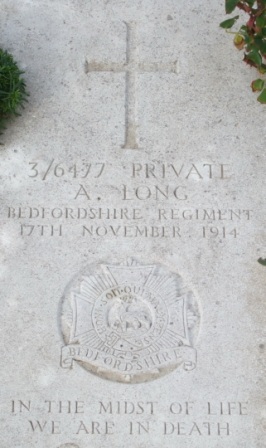 3/6477 PRIVATE
A. LONG
BEDFORDSHIRE REGIMENT
17TH NOVEMBER 1914
BEDFORDSHIRE
IN THE MIDST OF LIFE
WE ARE IN DEATH